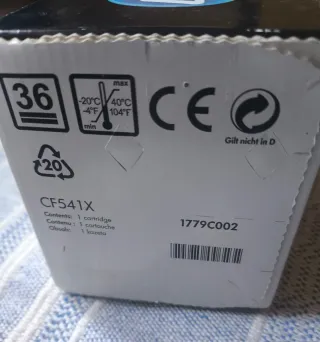 36
max
-20°C 40°C
-4°F 104°F
min
CE
Gilt nicht in D
20
CF541X
Contents: 1 cartridge
Contenu : 1 cartouche
1779C002